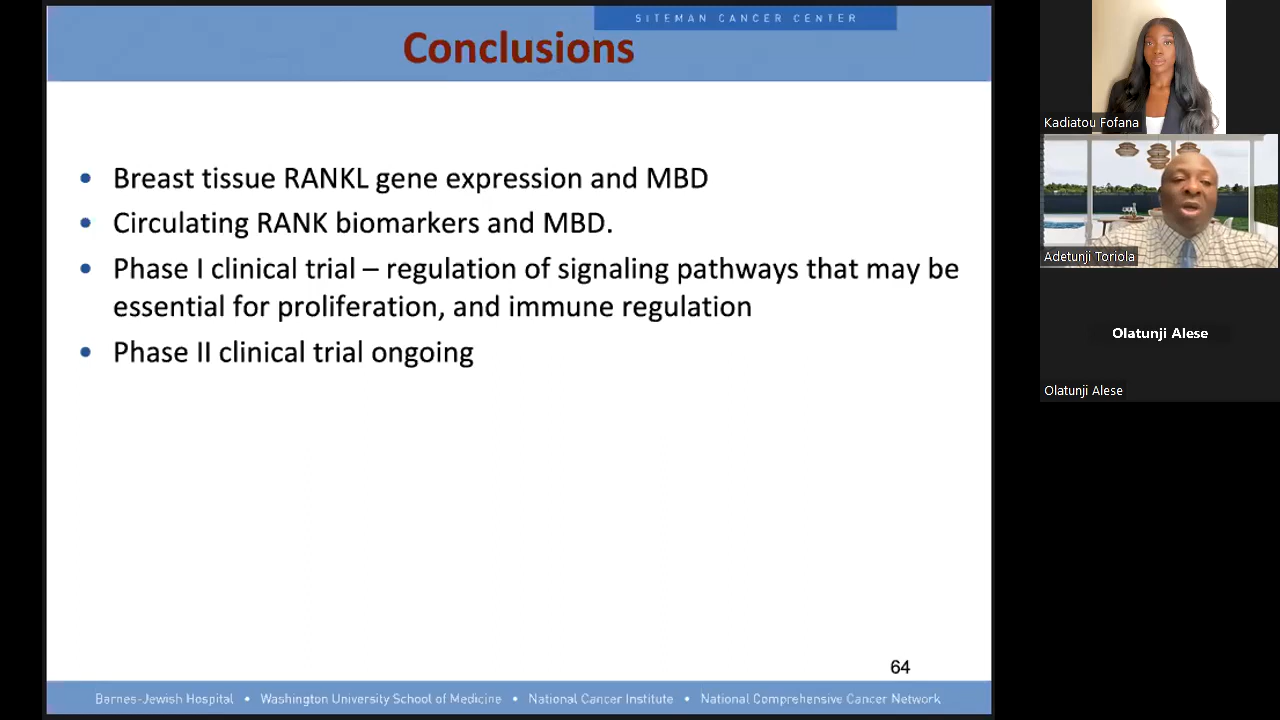 SITEMAN CANCER CENTER
Conclusions
• Breast tissue RANKL gene expression and MBD
• Circulating RANK biomarkers and MBD.
• Phase I clinical trial – regulation of signaling pathways that may be
essential for proliferation, and immune regulation
• Phase II clinical trial ongoing
64
Barnes-Jewish Hospital • Washington University School of Medicine • National Cancer Institute • National Comprehensive Cancer Network
Kadiatou Fofana
Adetunji Toriola
Olatunji Alese
Olatunji Alese